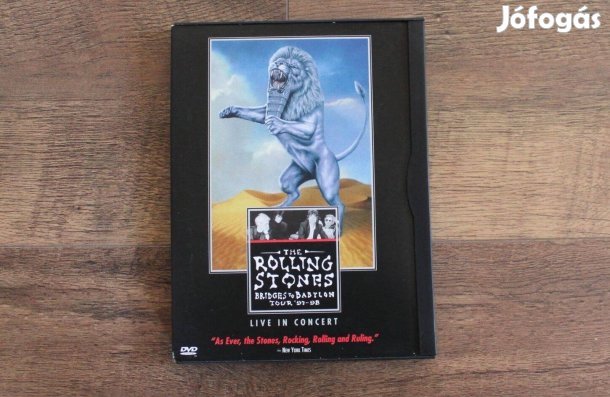 Jófogás
THE
ROLLING
STONES
BRIDGES TO BABYLON
TOUR '97-98
LIVE IN CONCERT
"As Ever, the Stones, Rocking, Rolling and Ruling."
— NEW YORK TIMES
DVD